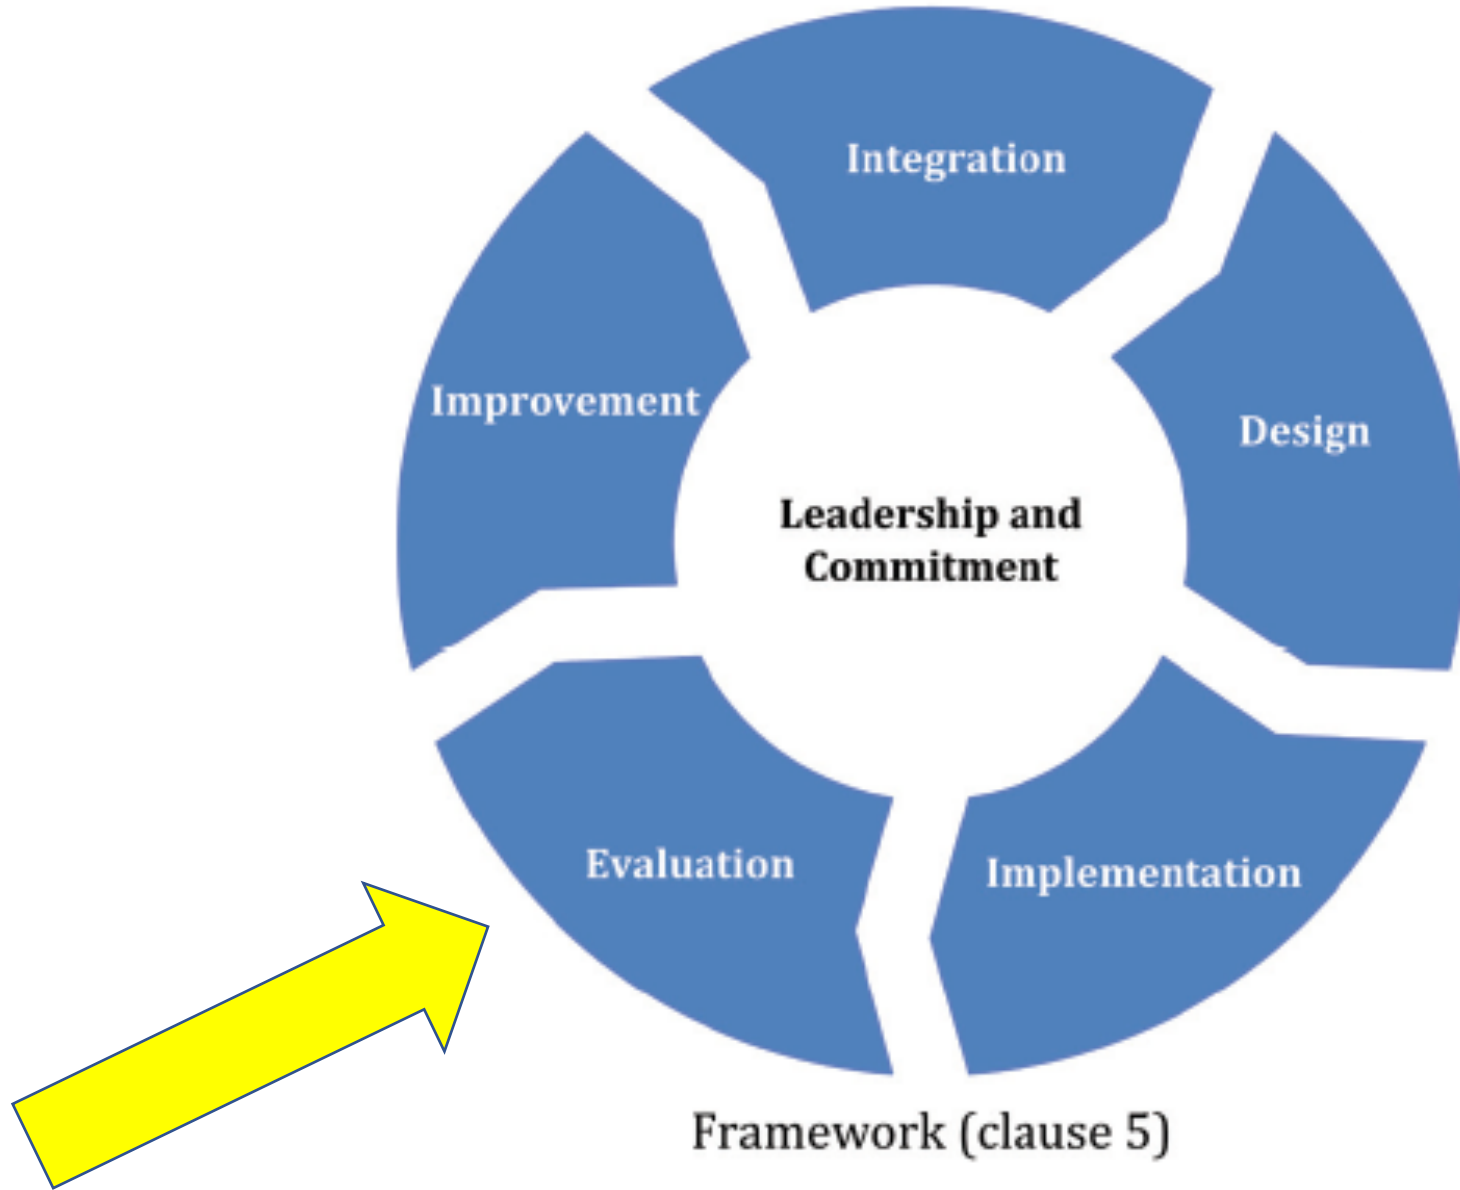 Integration
Improvement
Design
Leadership and
Commitment
Evaluation
Implementation
Framework (clause 5)